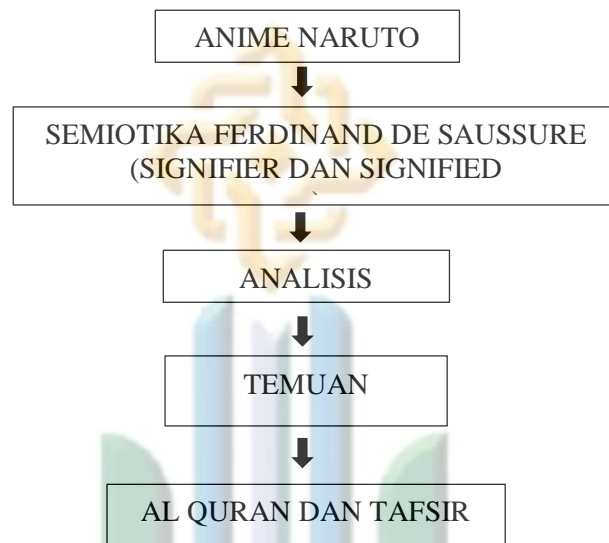 ANIME NARUTO
SEMIOTIKA FERDINAND DE SAUSSURE
(SIGNIFIER DAN SIGNIFIED
`
ANALISIS
TEMUAN
AL QURAN DAN TAFSIR